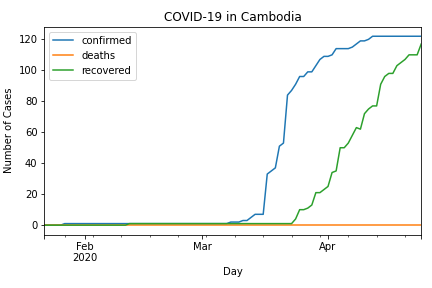 COVID-19 in Cambodia
confirmed
deaths
recovered
120
100
80
60
40
20
0
Number of Cases
Feb
2020
Mar
Apr
Day